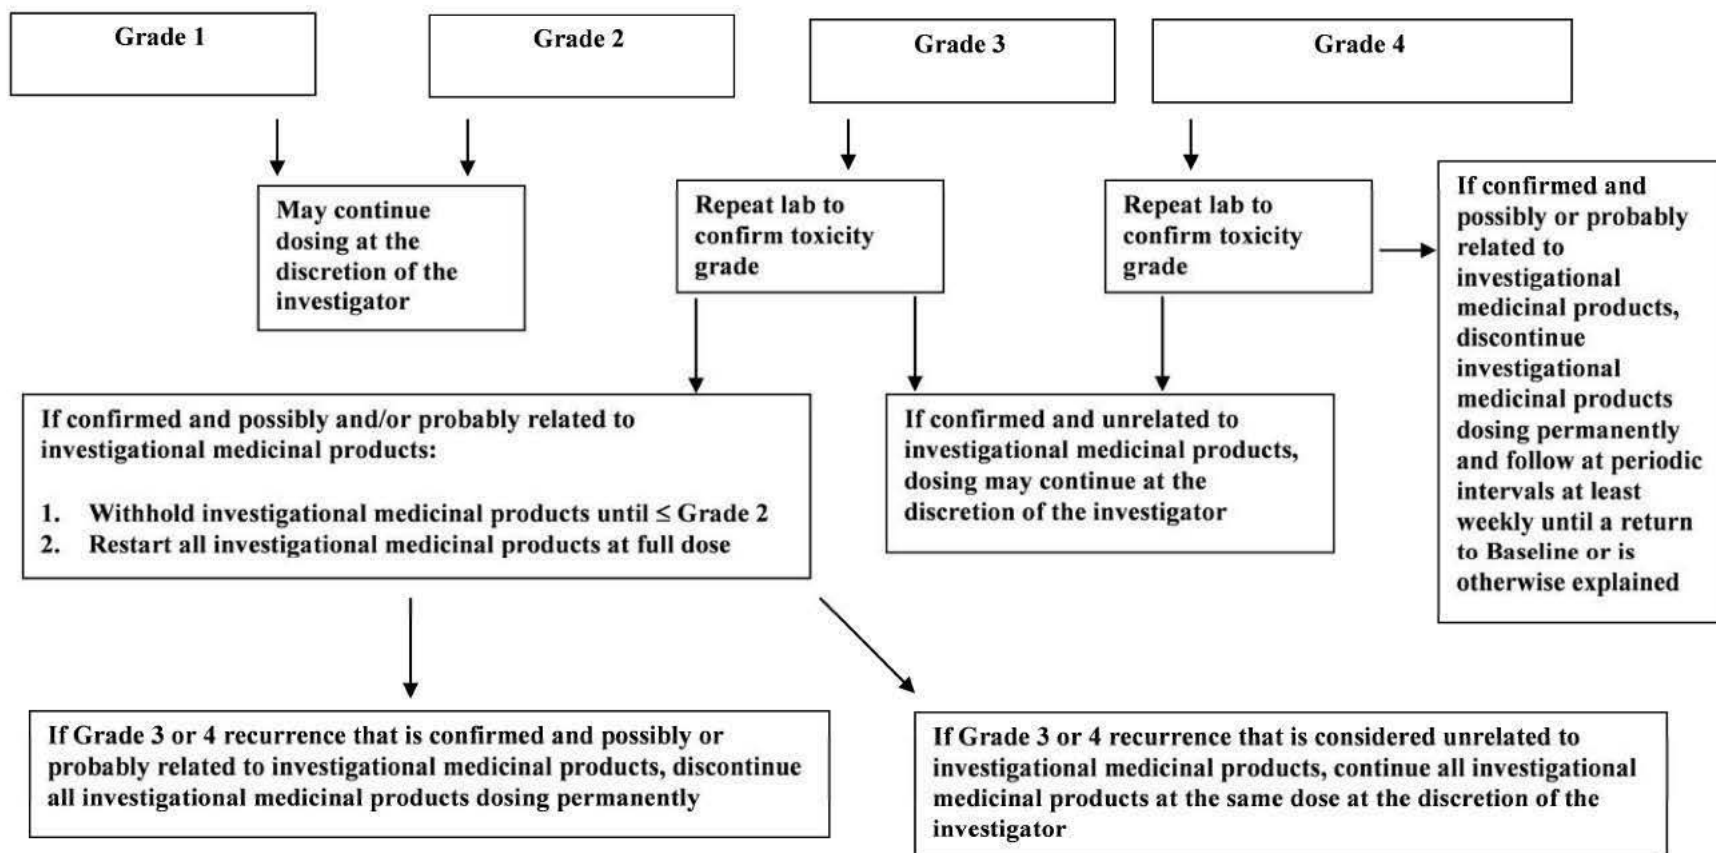 Grade 1
Grade 2
Grade 3
Grade 4
May continue
dosing at the
discretion of the
investigator
Repeat lab to
confirm toxicity
grade
Repeat lab to
confirm toxicity
grade
If confirmed and
possibly or probably
related to
investigational
medicinal products,
discontinue
investigational
medicinal products
dosing permanently
and follow at periodic
intervals at least
weekly until a return
to Baseline or is
otherwise explained
If confirmed and possibly and/or probably related to
investigational medicinal products:
1. Withhold investigational medicinal products until ≤ Grade 2
2. Restart all investigational medicinal products at full dose
If confirmed and unrelated to
investigational medicinal products,
dosing may continue at the
discretion of the investigator
If Grade 3 or 4 recurrence that is confirmed and possibly or
probably related to investigational medicinal products, discontinue
all investigational medicinal products dosing permanently
If Grade 3 or 4 recurrence that is considered unrelated to
investigational medicinal products, continue all investigational
medicinal products at the same dose at the discretion of the
investigator